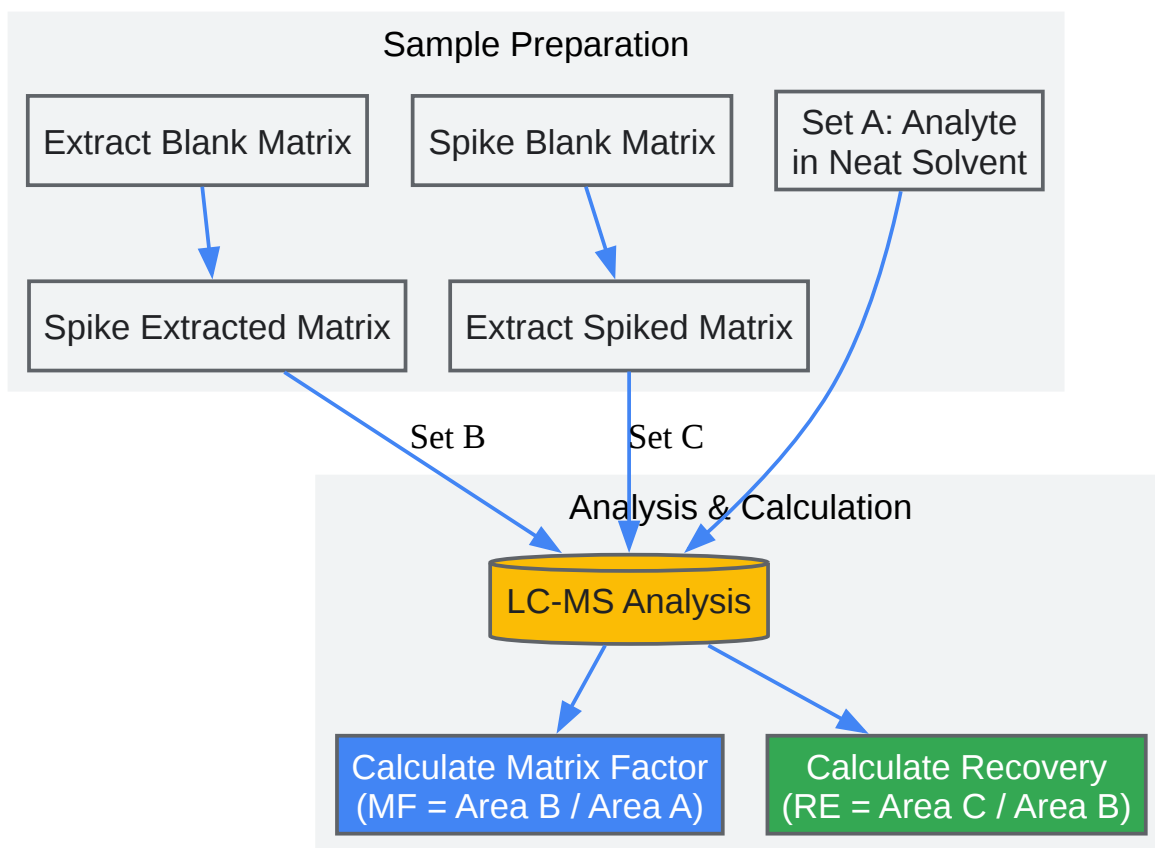 Sample Preparation
Extract Blank Matrix
Spike Blank Matrix
Set A: Analyte
in Neat Solvent
Spike Extracted Matrix
Extract Spiked Matrix
Set B
Set C
Analysis & Calculation
LC-MS Analysis
Calculate Matrix Factor
(MF = Area B / Area A)
Calculate Recovery
(RE = Area C / Area B)